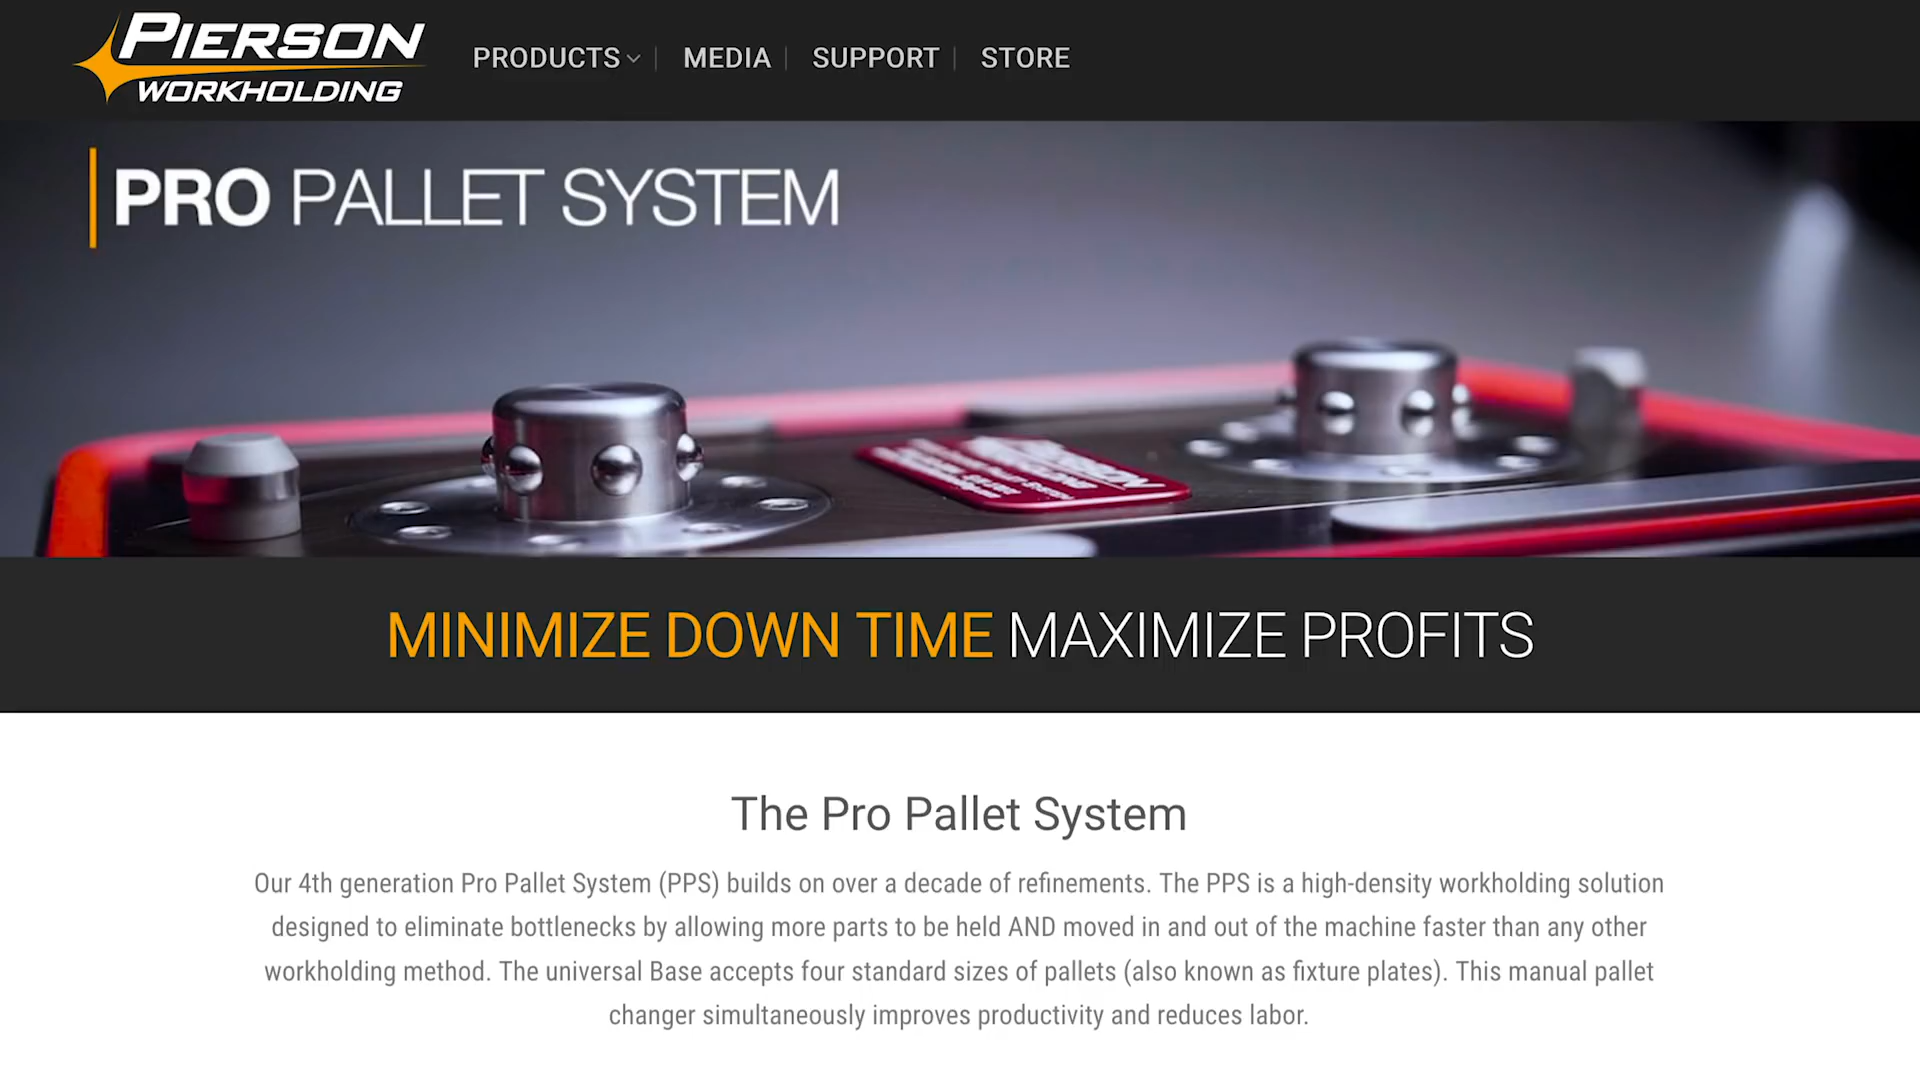 PIERSON
WORKHOLDING
PRODUCTS
MEDIA
SUPPORT
STORE
PRO PALLET SYSTEM
MINIMIZE DOWN TIME MAXIMIZE PROFITS
The Pro Pallet System
Our 4th generation Pro Pallet System (PPS) builds on over a decade of refinements. The PPS is a high-density workholding solution
designed to eliminate bottlenecks by allowing more parts to be held AND moved in and out of the machine faster than any other
workholding method. The universal Base accepts four standard sizes of pallets (also known as fixture plates). This manual pallet
changer simultaneously improves productivity and reduces labor.